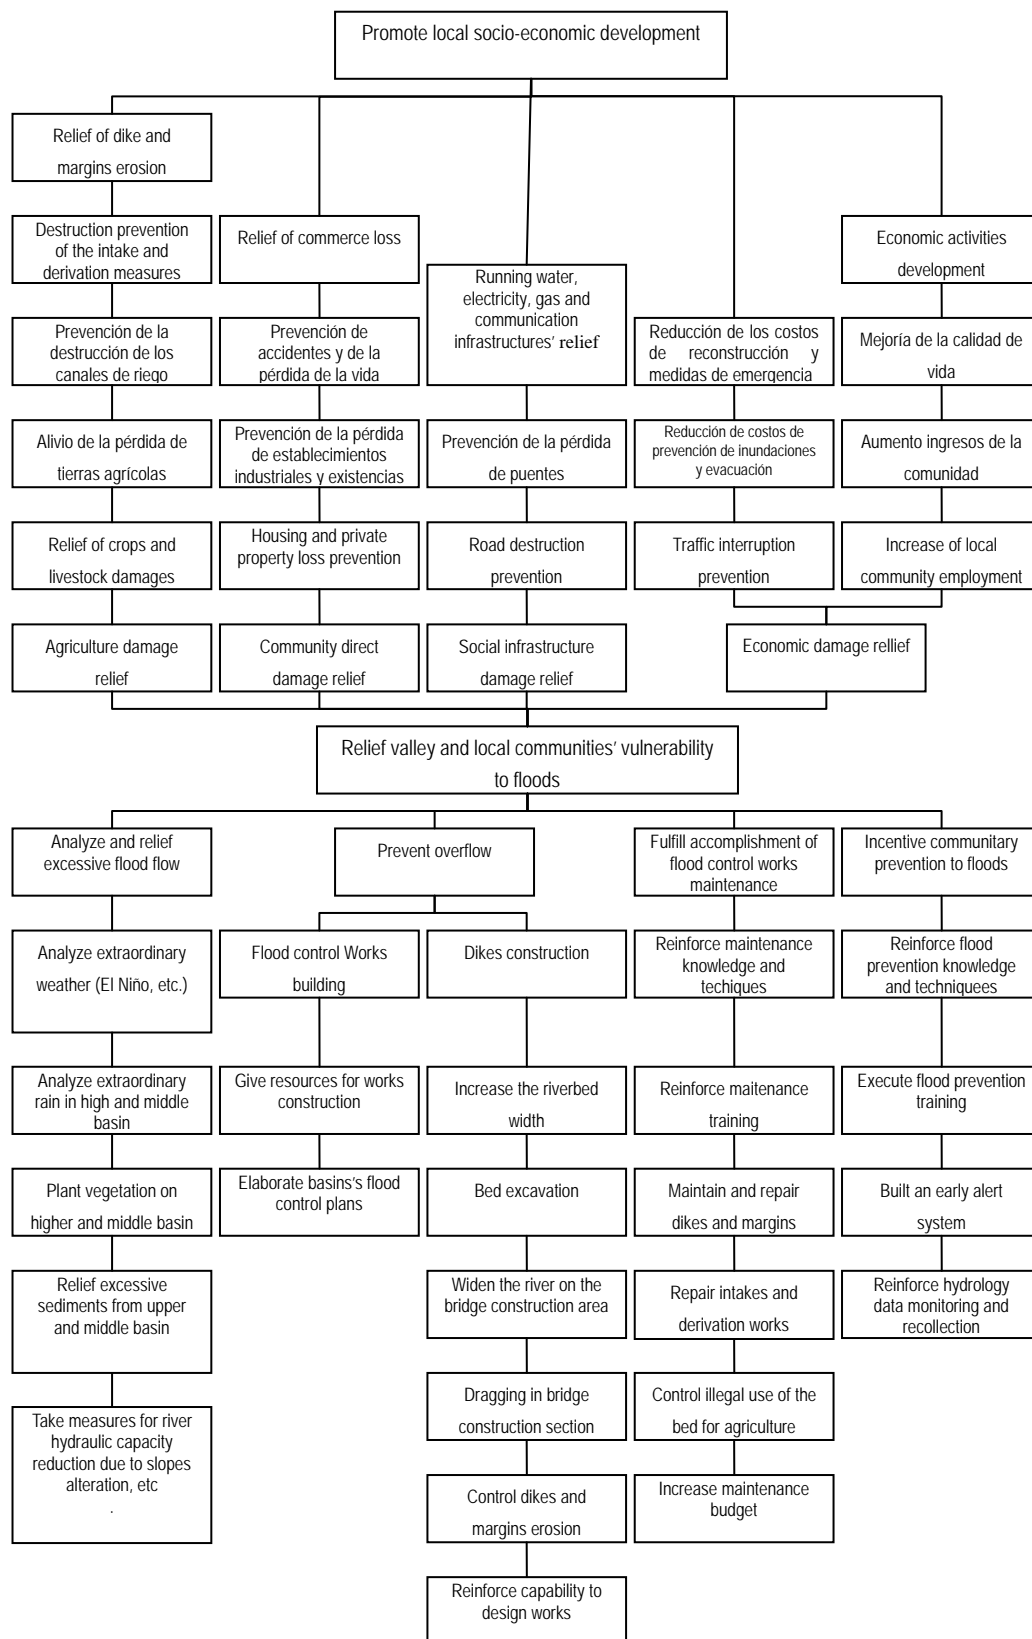 Promote local socio-economic development
Relief of dike and
margins erosion
Destruction prevention
of the intake and
derivation measures
Relief of commerce loss
Running water,
electricity, gas and
communication
infrastructures' relief
Economic activities
development
Prevención de la
destrucción de los
canales de riego
Prevención de
accidentes y de la
pérdida de la vida
Reducción de los costos
de reconstrucción y
medidas de emergencia
Mejoría de la calidad de
vida
Alivio de la pérdida de
tierras agrícolas
Prevención de la pérdida
de establecimientos
industriales y existencias
Prevención de la pérdida
de puentes
Reducción de costos de
prevención de inundaciones
y evacuación
Aumento ingresos de la
comunidad
Relief of crops and
livestock damages
Housing and private
property loss prevention
Road destruction
prevention
Traffic interruption
prevention
Increase of local
community employment
Agriculture damage
relief
Community direct
damage relief
Social infrastructure
damage relief
Economic damage rellief
Relief valley and local communities' vulnerability
to floods
Analyze and relief
excessive flood flow
Prevent overflow
Fulfill accomplishment of
flood control works
maintenance
Incentive communitary
prevention to floods
Analyze extraordinary
weather (El Niño, etc.)
Flood control Works
building
Dikes construction
Reinforce maintenance
knowledge and
techiques
Reinforce flood
prevention knowledge
and techniquees
Analyze extraordinary
rain in high and middle
basin
Give resources for works
construction
Increase the riverbed
width
Reinforce maitenance
training
Execute flood prevention
training
Plant vegetation on
higher and middle basin
Elaborate basins's flood
control plans
Bed excavation
Maintain and repair
dikes and margins
Built an early alert
system
Relief excessive
sediments from upper
and middle basin
Widen the river on the
bridge construction area
Repair intakes and
derivation works
Reinforce hydrology
data monitoring and
recollection
Take measures for river
hydraulic capacity
reduction due to slopes
alteration, etc
.
Dragging in bridge
construction section
Control illegal use of the
bed for agriculture
Control dikes and
margins erosion
Increase maintenance
budget
Reinforce capability to
design works